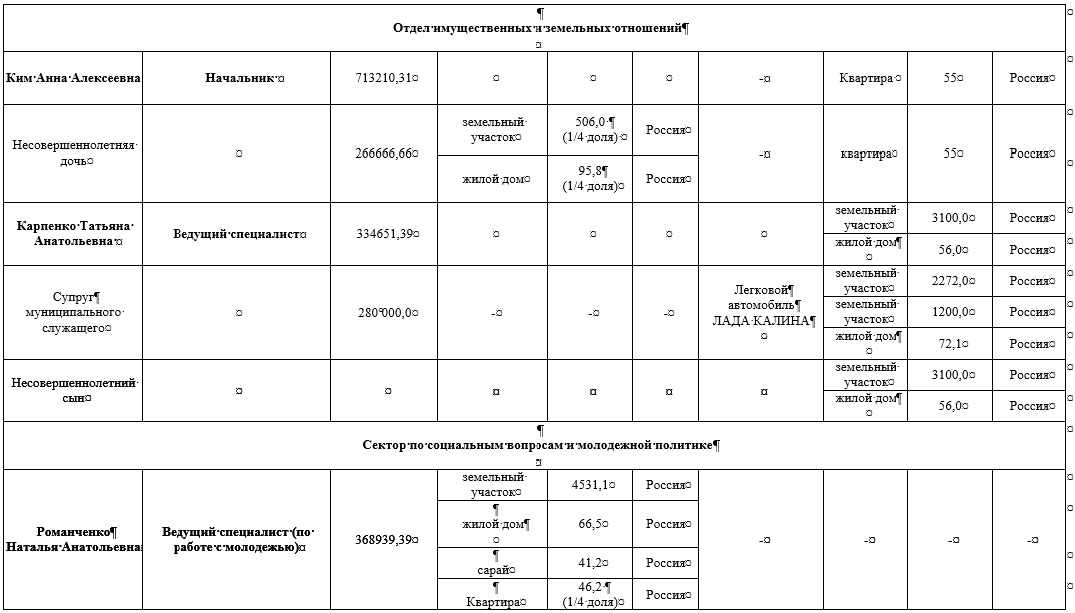 Отдел имущественных и земельных отношений
Ким Анна Алексеевна Начальник 713210,31 - Квартира 55 Россия
Несовершеннолетняя
дочь
266666,66
земельный
участок
506,0
(1/4 доля)
Россия
жилой дом
95,8
(1/4 доля)
Россия
-
квартира 55 Россия
Карпенко Татьяна
Анатольевна
Ведущий специалист 334651,39
земельный
участок
3100,0 Россия
жилой дом
56,0 Россия
Супруг
муниципального
служащего
280 000,0 - - -
Легковой
автомобиль
ЛАДА КАЛИНА
земельный
участок
2272,0 Россия
земельный
участок
1200,0 Россия
жилой дом
72,1 Россия
Несовершеннолетний
сын
земельный
участок
3100,0 Россия
жилой дом
56,0 Россия
Сектор по социальным вопросам и молодежной политике
Романченко
Наталья Анатольевна
Ведущий специалист (по
работе с молодежью)
368939,39
земельный
участок
4531,1 Россия
жилой дом
66,5 Россия
сарай
41,2 Россия
Квартира
46,2
(1/4 доля)
Россия
- - - -